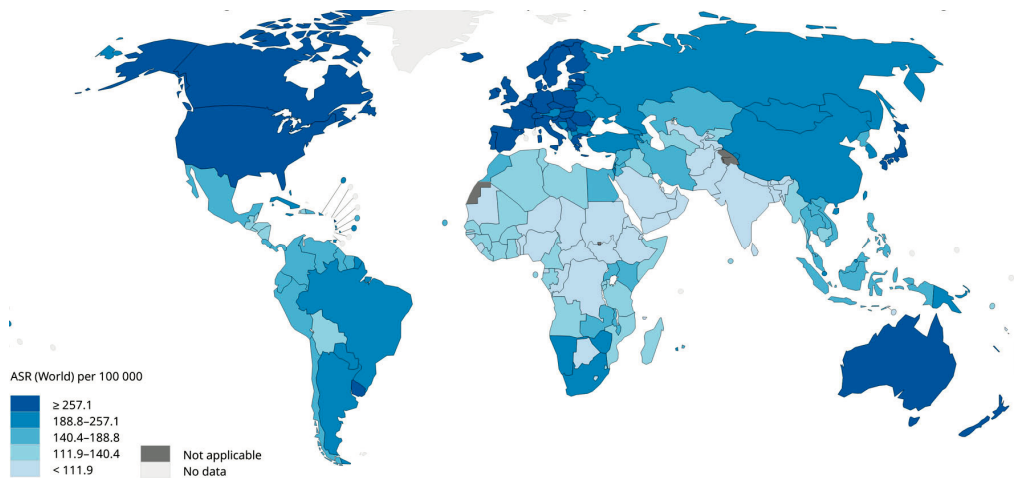 ASR (World) per 100 000
≥ 257.1
188.8–257.1
140.4–188.8
111.9–140.4
< 111.9
Not applicable
No data